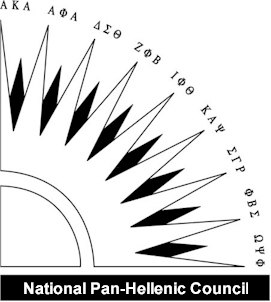 ΑΚΑ
ΑΦΑ
ΔΣΘ
ΖΦΒ
ΙΦΘ
ΚΑΨ
ΣΓΡ
ΦΒΣ
ΩΨΦ
National Pan-Hellenic Council